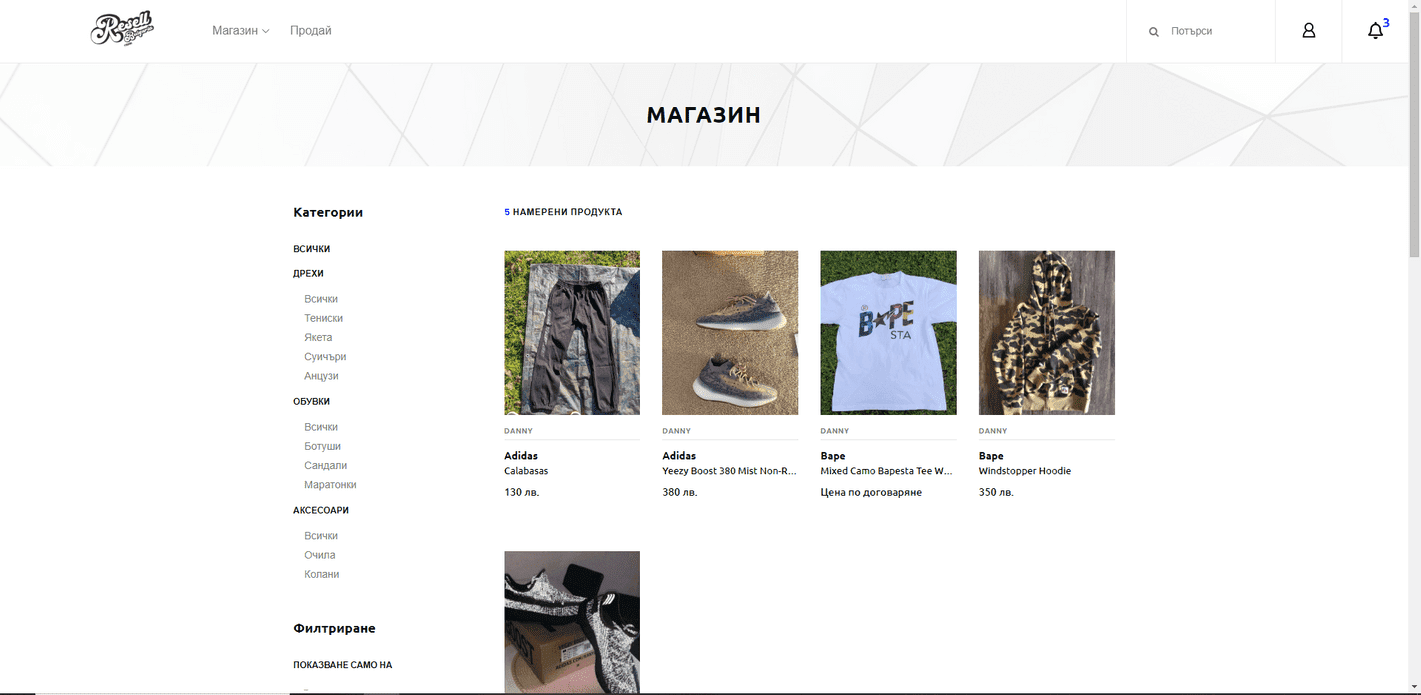 Resell
Магазин
Продай
Потърси
3
МАГАЗИН
Категории
ВСИЧКИ
ДРЕХИ
Всички
Тениски
Якета
Суичъри
Анцузи
ОБУВКИ
Всички
Ботуши
Сандали
Маратонки
АКСЕСОАРИ
Всички
Очила
Колани
Филтриране
ПОКАЗВАНЕ САМО НА
5 НАМЕРЕНИ ПРОДУКТА
DANNY
Adidas
Calabasas
130 лв.
DANNY
Adidas
Yeezy Boost 380 Mist Non-R...
380 лв.
BAPE
STA
DANNY
Bape
Mixed Camo Bapesta Tee W...
Цена по договаряне
DANNY
Bape
Windstopper Hoodie
350 лв.